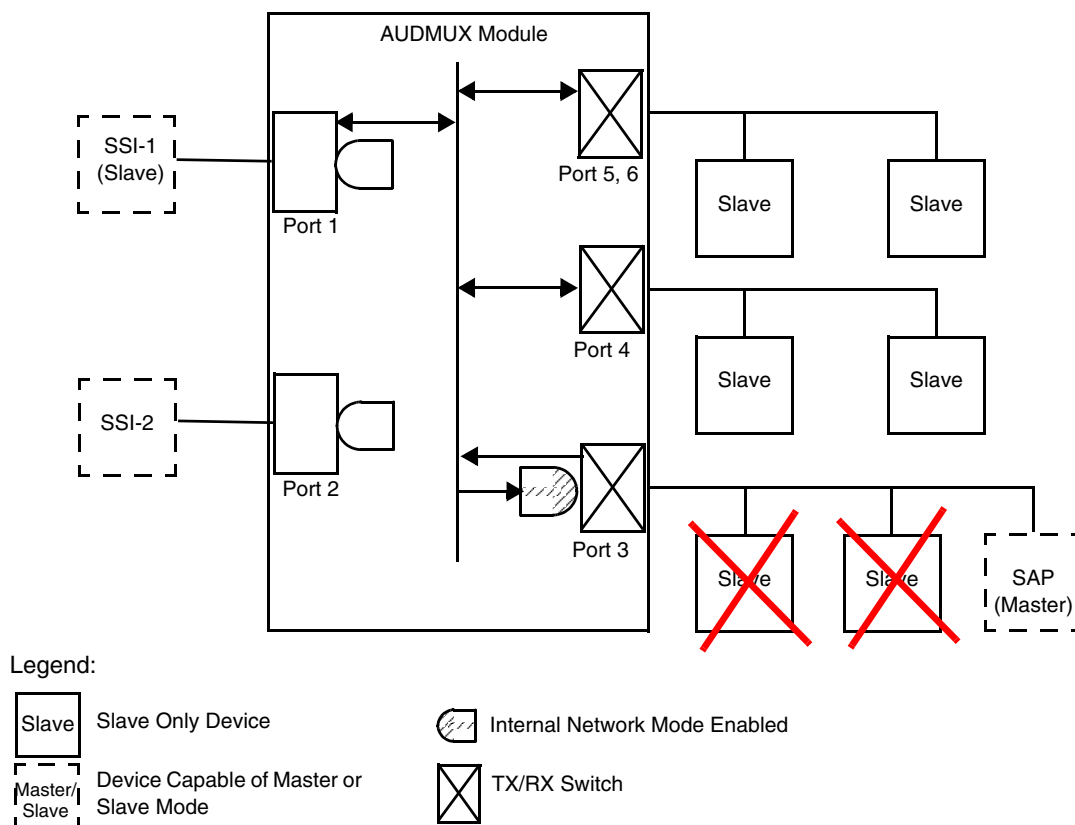 AUDMUX Module
SSI-1
(Slave)
Port 1
Port 5, 6
Slave
Slave
Port 4
Slave
Slave
SSI-2
Port 2
Port 3
Slave
Slave
SAP
(Master)
Legend:
Slave
Slave Only Device
Internal Network Mode Enabled
Master/
Slave
Device Capable of Master or
Slave Mode
TX/RX Switch